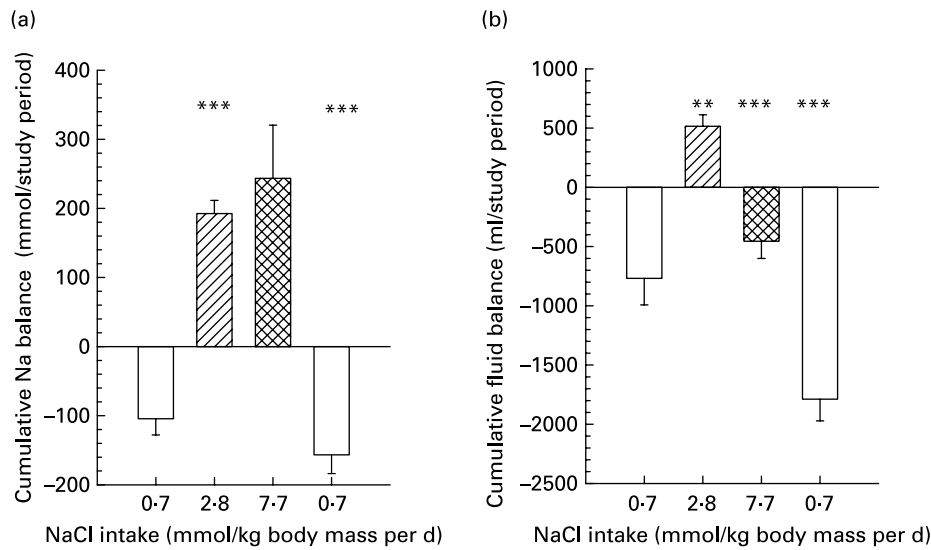 (a)
Cumulative Na balance (mmol/study period)
400
300
200
100
0
–100
–200
***
***
0·7 2·8 7·7 0·7
NaCl intake (mmol/kg body mass per d)
(b)
Cumulative fluid balance (ml/study period)
1000
500
0
–500
–1000
–1500
–2000
–2500
** *** ***
0·7 2·8 7·7 0·7
NaCl intake (mmol/kg body mass per d)